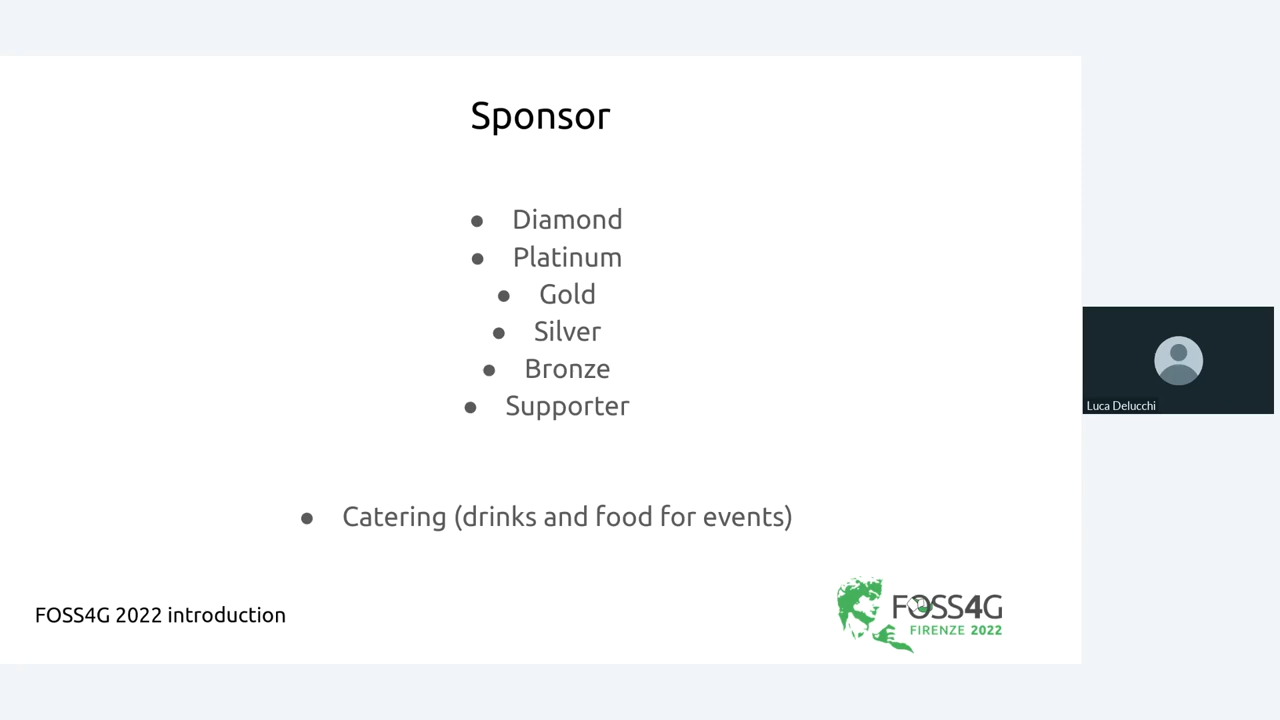 Sponsor
● Diamond
● Platinum
● Gold
● Silver
● Bronze
● Supporter
● Catering (drinks and food for events)
FOSS4G 2022 introduction
FOSS4G
FIRENZE 2022
Luca Delucchi